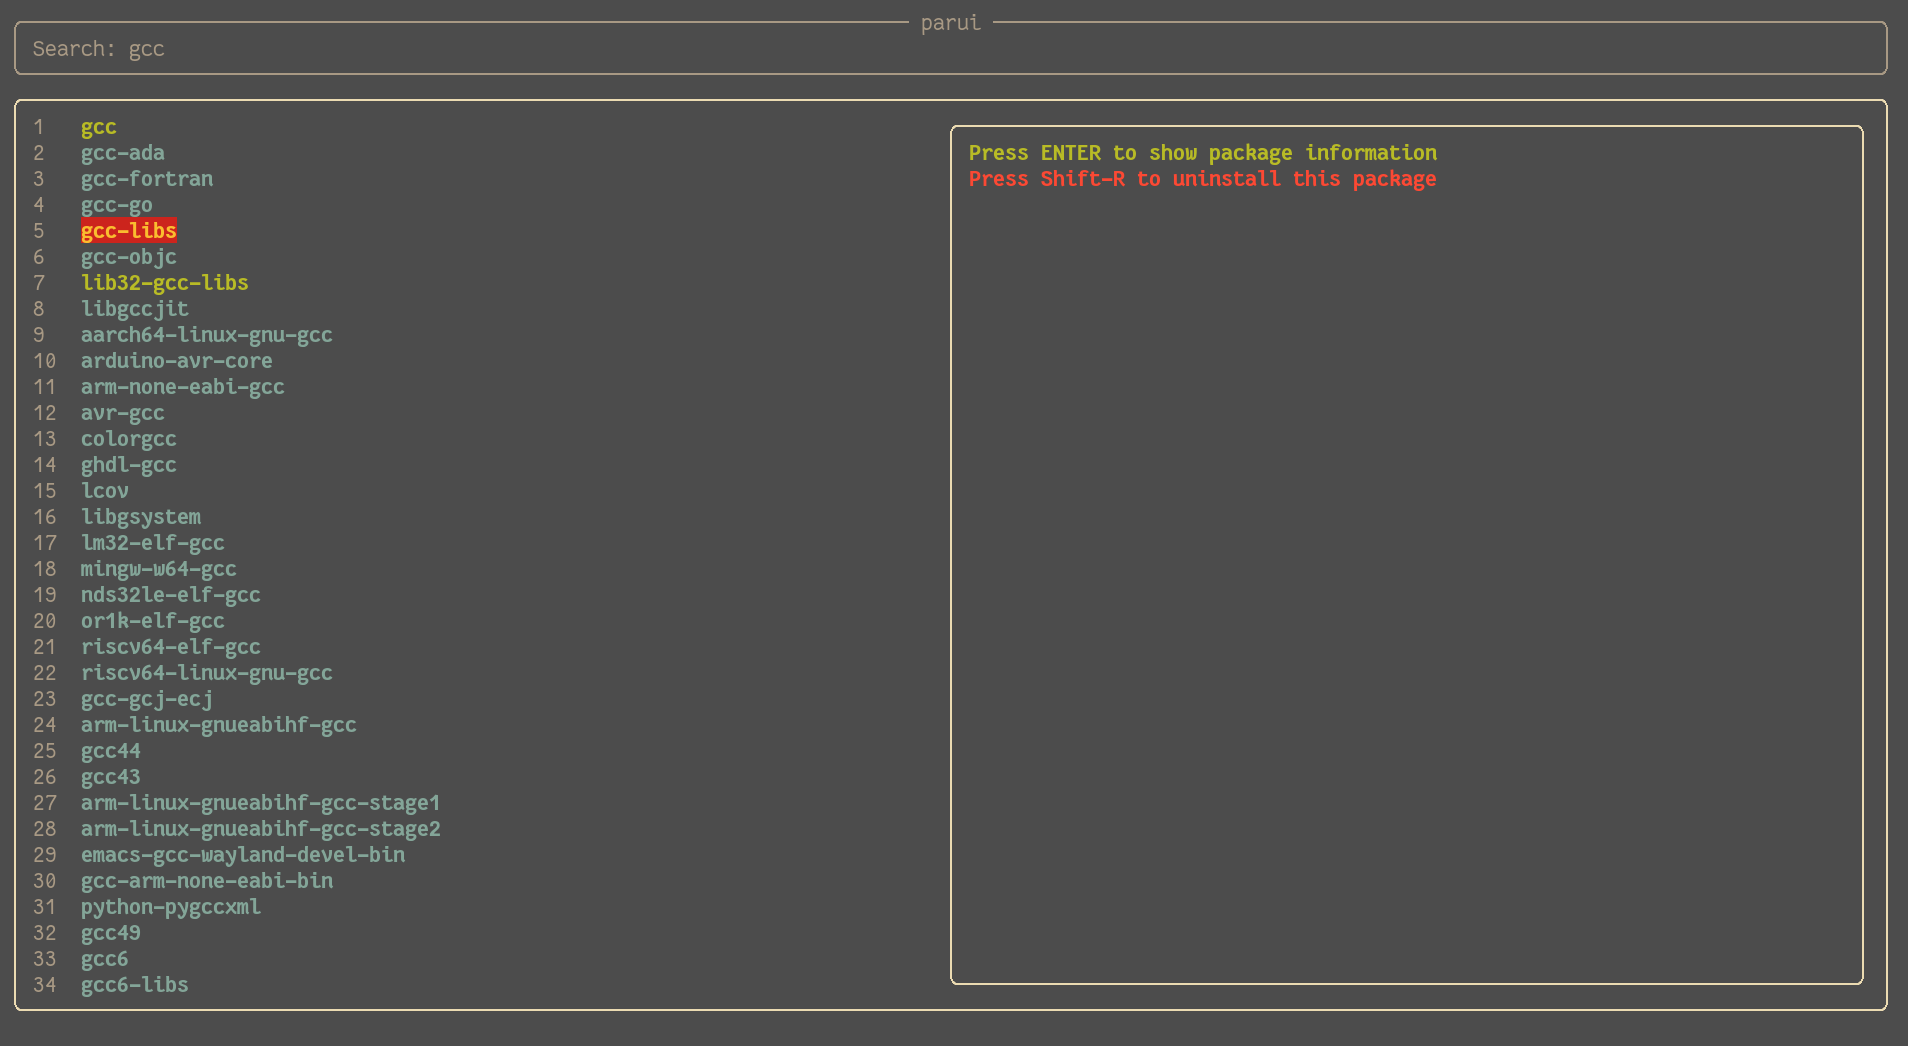 parui
Search: gcc
1 gcc
2 gcc-ada
3 gcc-fortran
4 gcc-go
5 gcc-libs
6 gcc-objc
7 lib32-gcc-libs
8 libgccjit
9 aarch64-linux-gnu-gcc
10 arduino-avr-core
11 arm-none-eabi-gcc
12 avr-gcc
13 colorgcc
14 ghdl-gcc
15 lcov
16 libgsystem
17 lm32-elf-gcc
18 mingw-w64-gcc
19 nds32le-elf-gcc
20 or1k-elf-gcc
21 riscv64-elf-gcc
22 riscv64-linux-gnu-gcc
23 gcc-gcj-ecj
24 arm-linux-gnueabihf-gcc
25 gcc44
26 gcc43
27 arm-linux-gnueabihf-gcc-stage1
28 arm-linux-gnueabihf-gcc-stage2
29 emacs-gcc-wayland-devel-bin
30 gcc-arm-none-eabi-bin
31 python-pygccxml
32 gcc49
33 gcc6
34 gcc6-libs
Press ENTER to show package information
Press Shift-R to uninstall this package